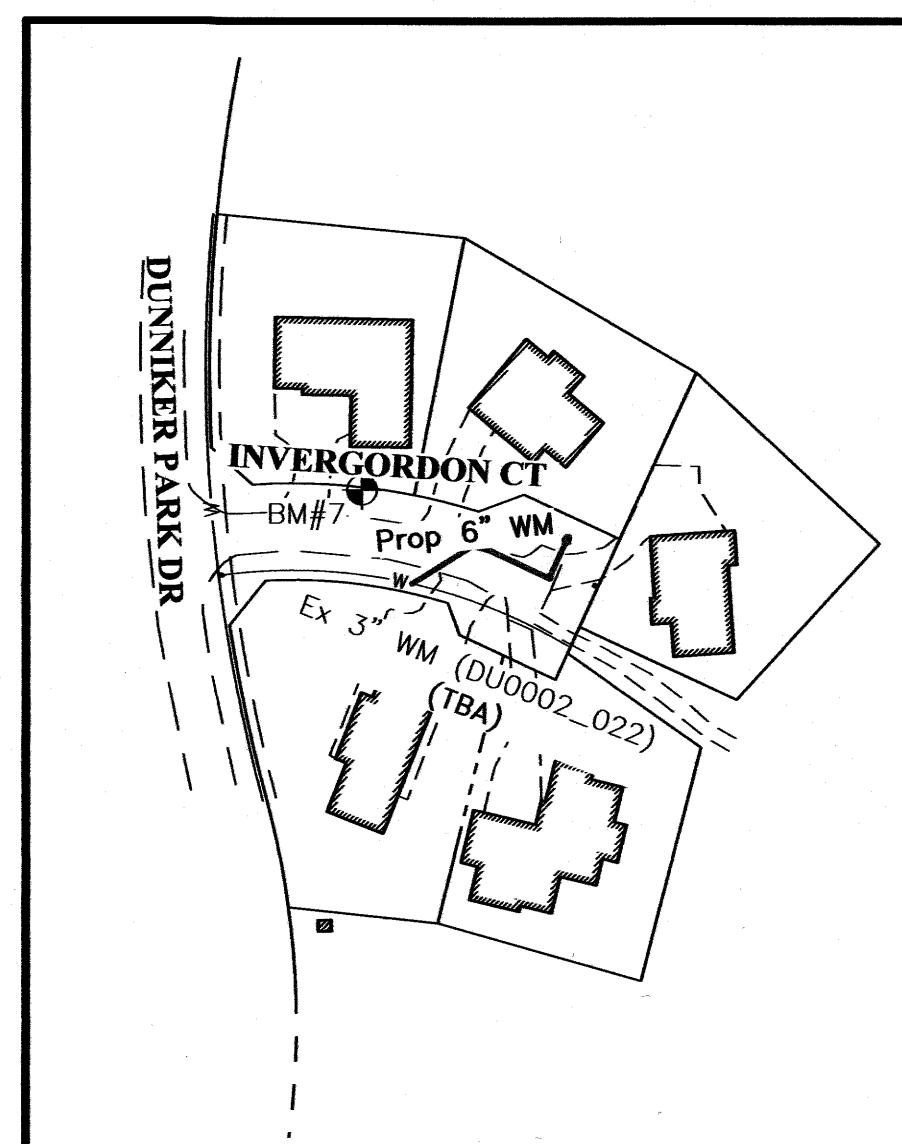 DUNNIKER PARK DR
INVERGORDON CT
W
BM#7
Prop 6" WM
W
Ex 3" WM (DU0002_022)
(TBA)